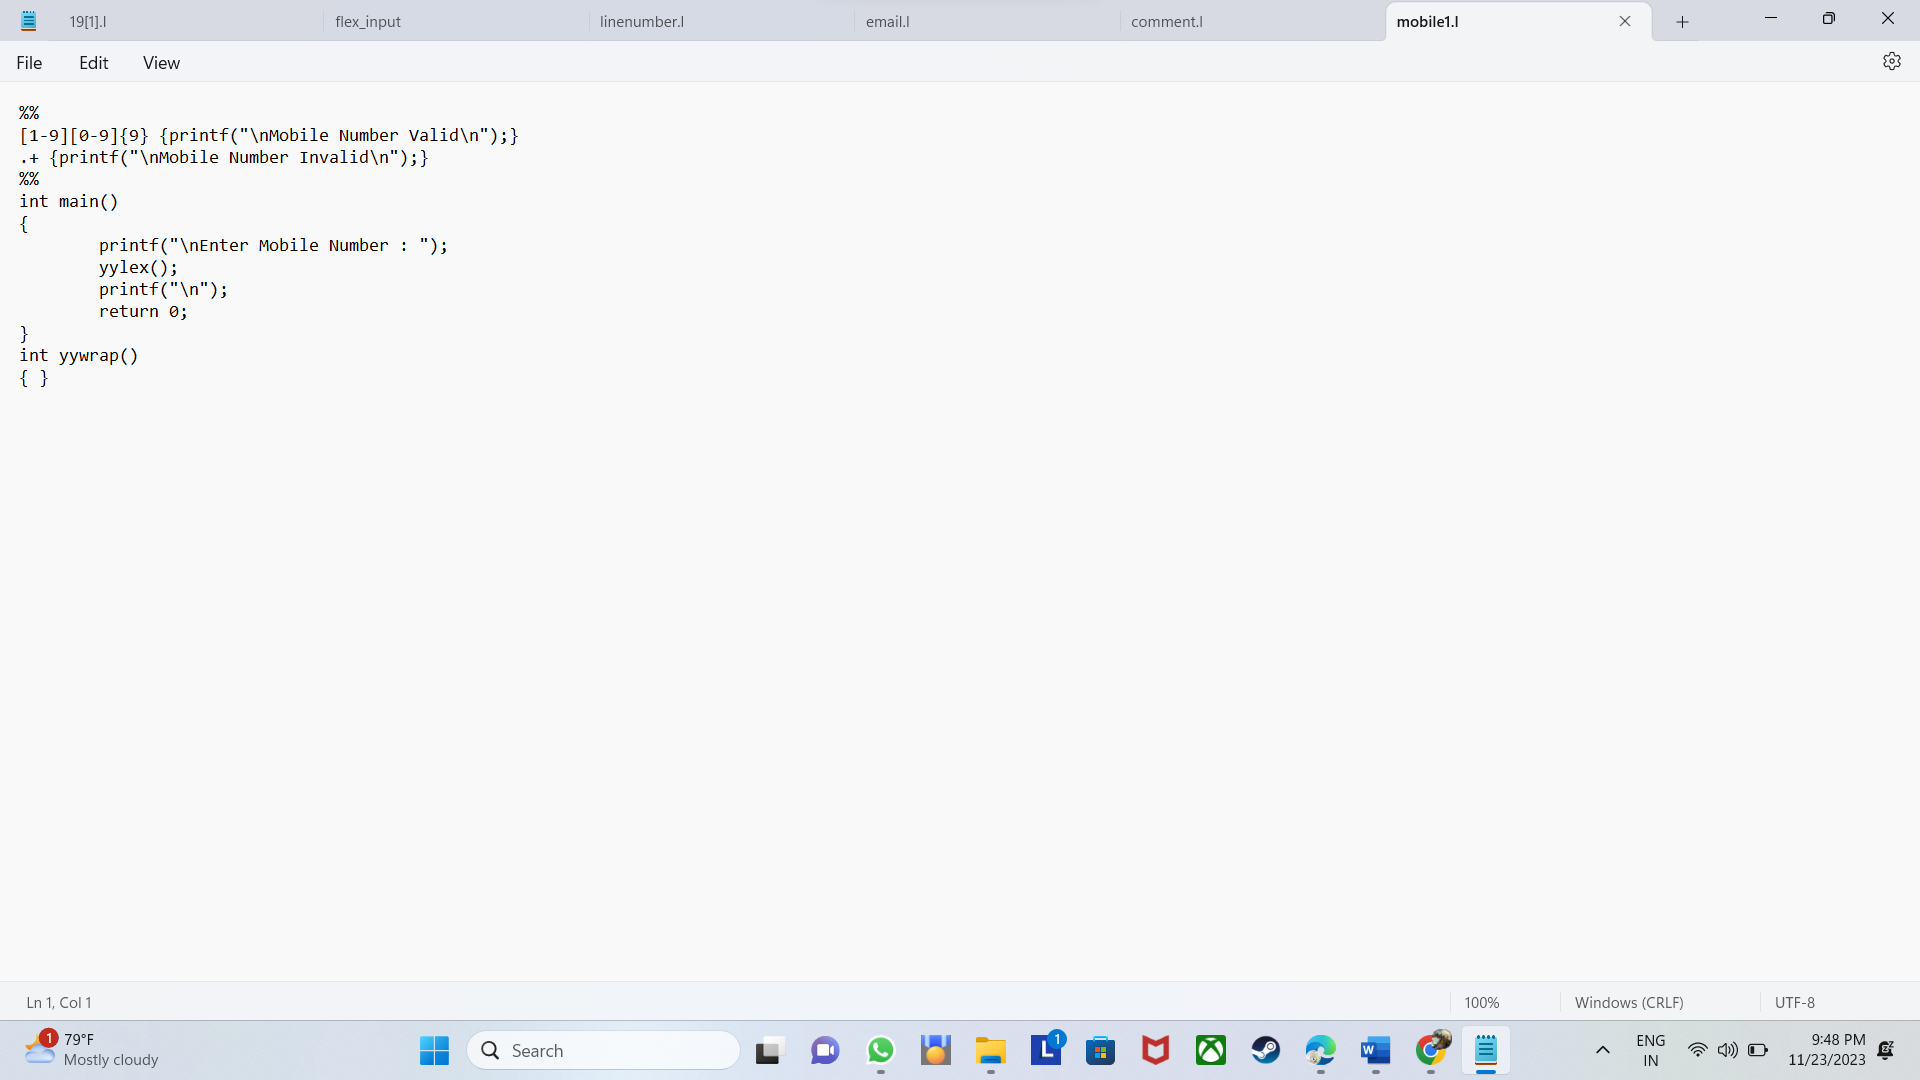 19[1].l
flex_input
linenumber.l
email.l
comment.l
mobile1.l
File Edit View
%%
[1-9][0-9]{9} {printf("\nMobile Number Valid\n");}
.+ {printf("\nMobile Number Invalid\n");}
%%
int main()
{
        printf("\nEnter Mobile Number : ");
        yylex();
        printf("\n");
        return 0;
}
int yywrap()
{ }
Ln 1, Col 1
100%
Windows (CRLF)
UTF-8
1
79°F
Mostly cloudy
Search
L
1
W
ENG
IN
9:48 PM
11/23/2023